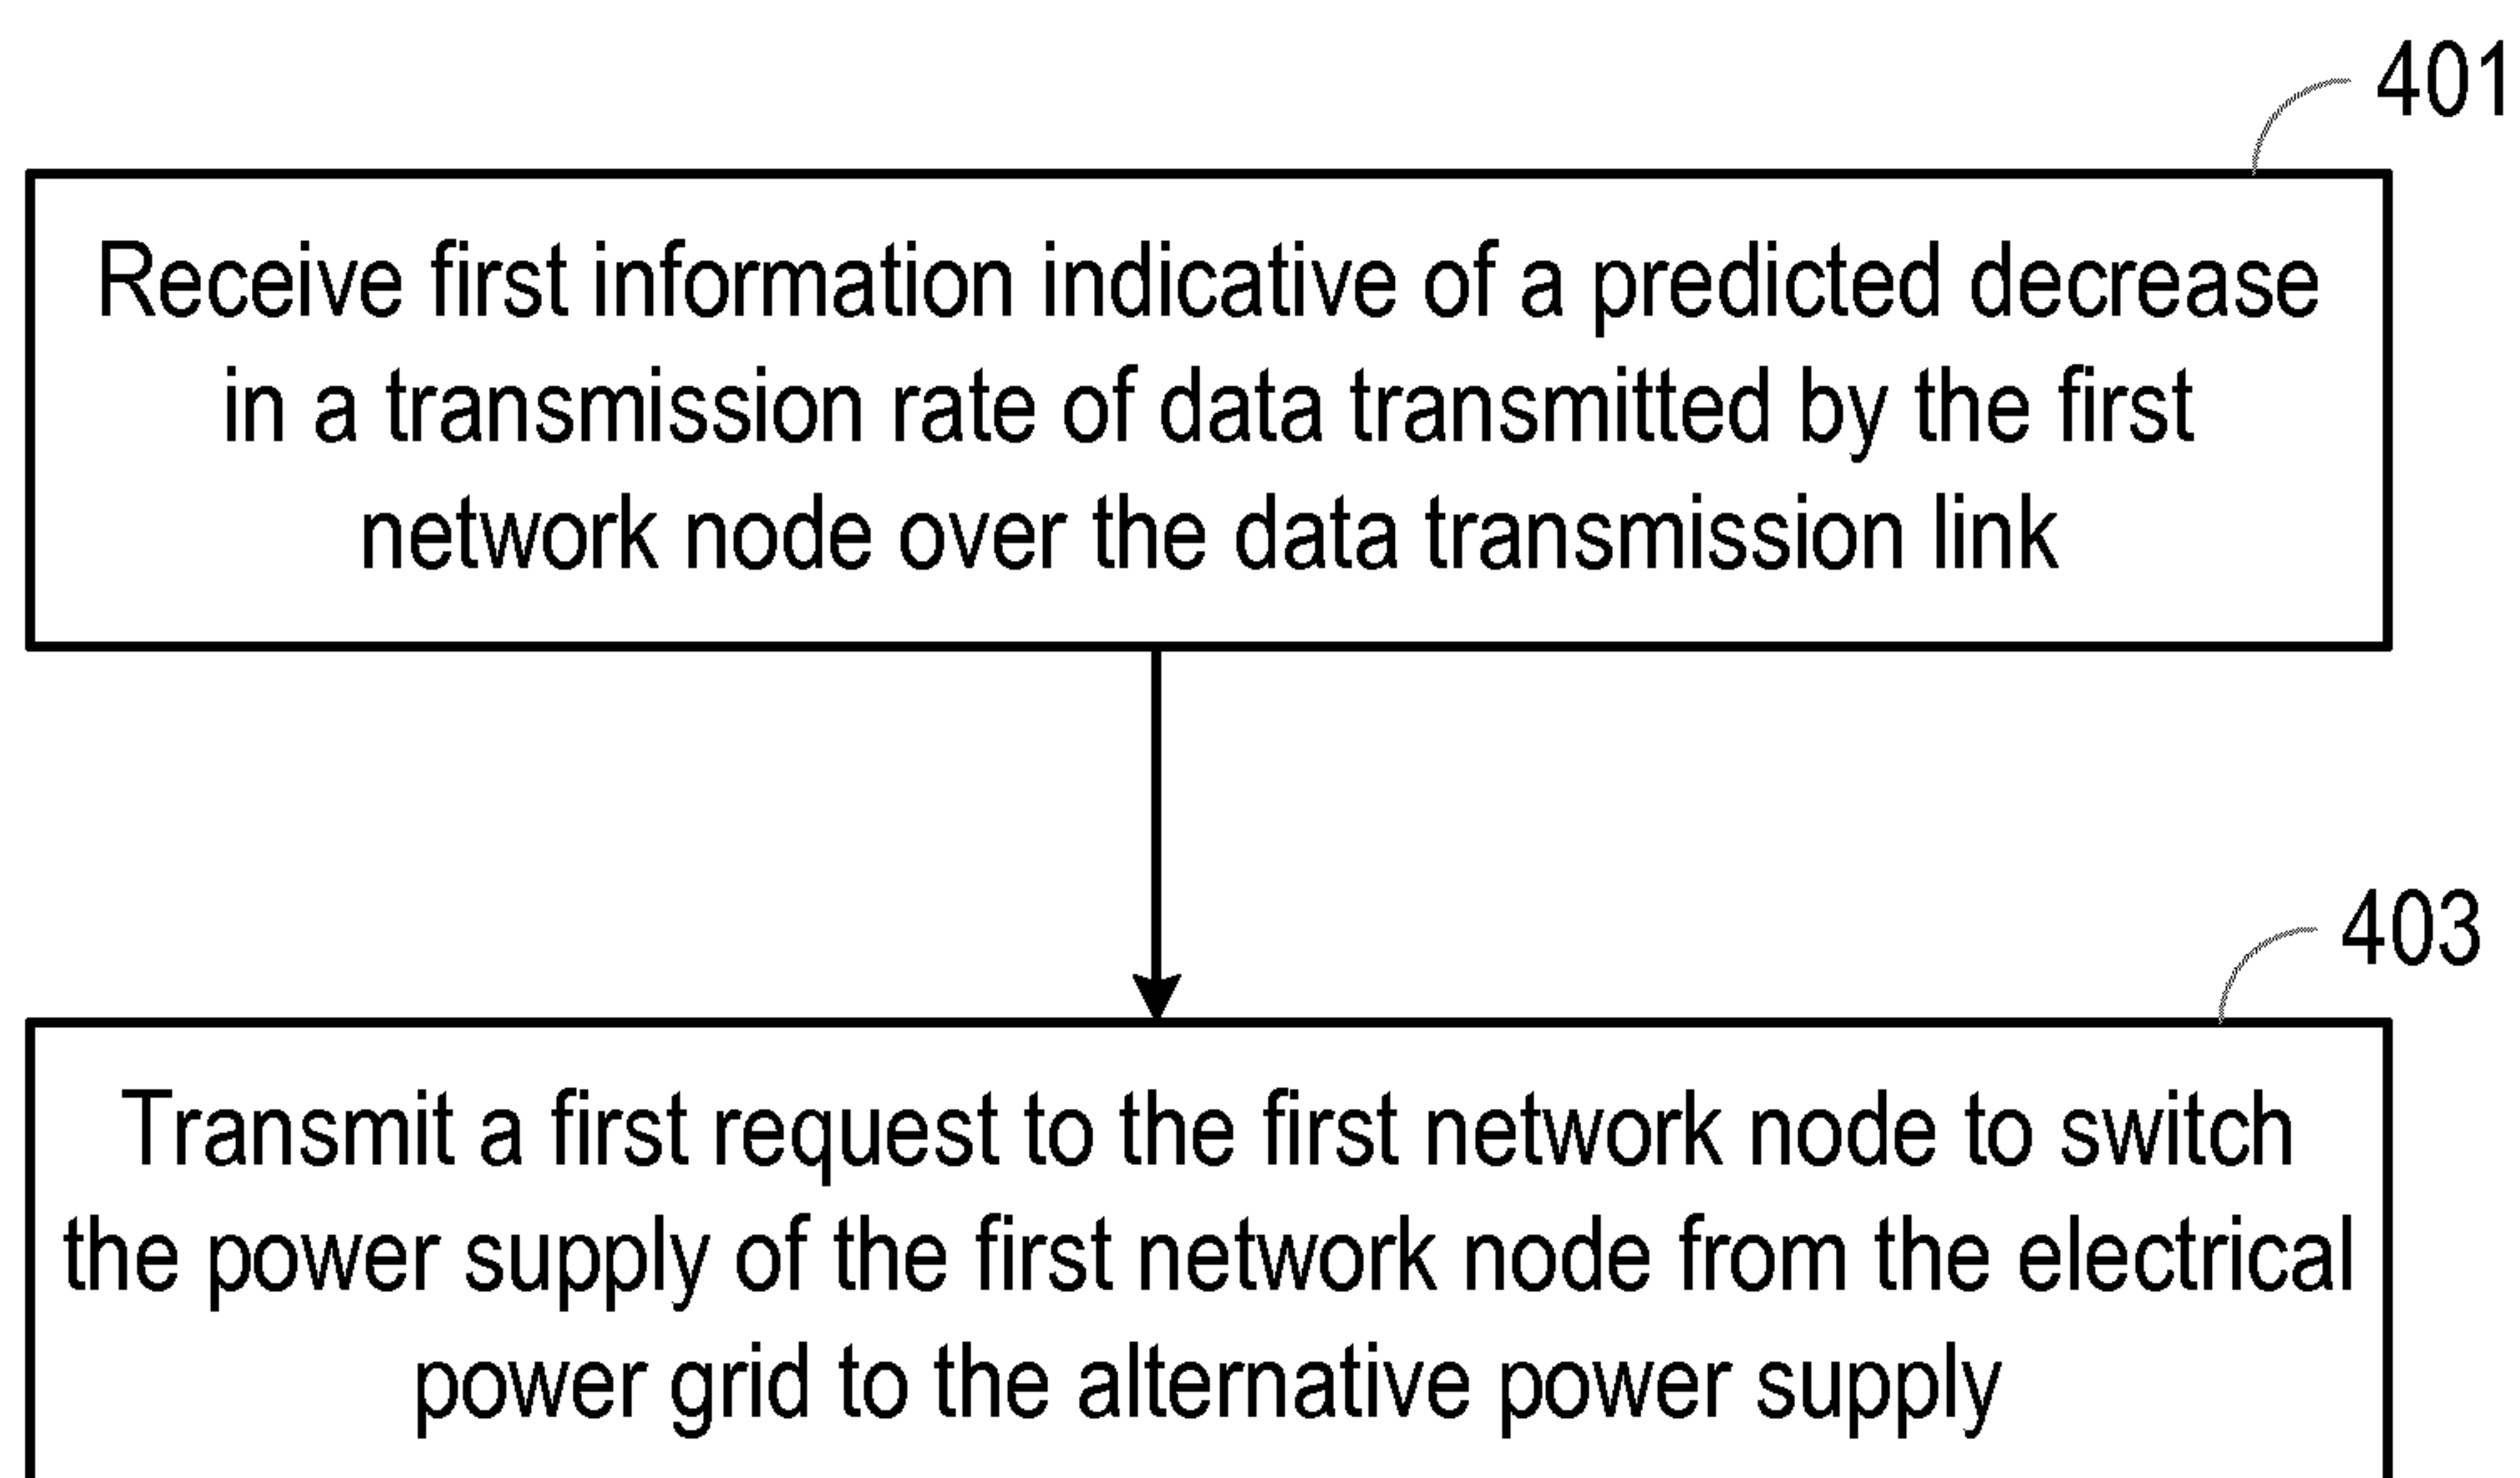 401
Receive first information indicative of a predicted decrease
in a transmission rate of data transmitted by the first
network node over the data transmission link
403
Transmit a first request to the first network node to switch
the power supply of the first network node from the electrical
power grid to the alternative power supply